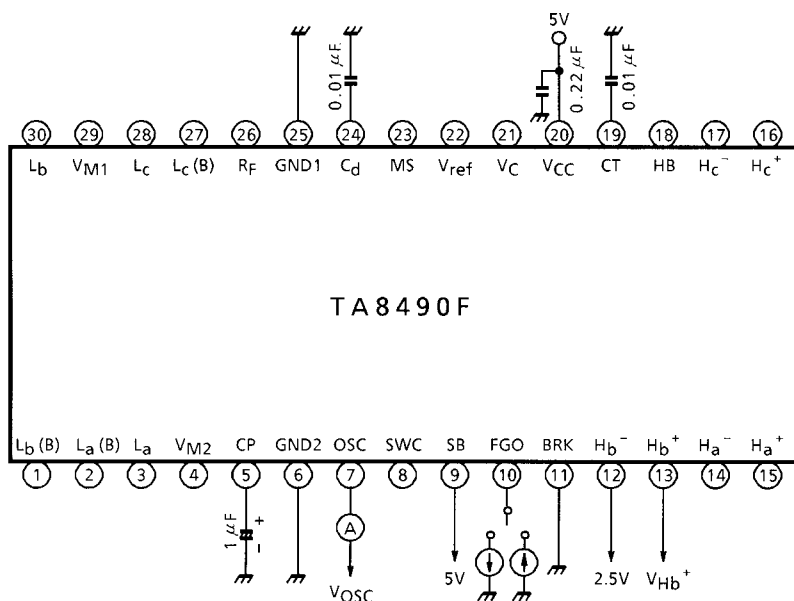 5V
0.01 μF
0.22 μF
0.01 μF
30 29 28 27 26 25 24 23 22 21 20 19 18 17 16
Lb VM1 Lc Lc (B) RF GND1 Cd MS Vref VC VCC CT HB Hc⁻ Hc⁺
TA8490F
Lb (B) La (B) La VM2 CP GND2 OSC SWC SB FGO BRK Hb⁻ Hb⁺ Ha⁻ Ha⁺
1 2 3 4 5 6 7 8 9 10 11 12 13 14 15
1 μF
+
−
A
VOSC
5V
2.5V
VHb⁺